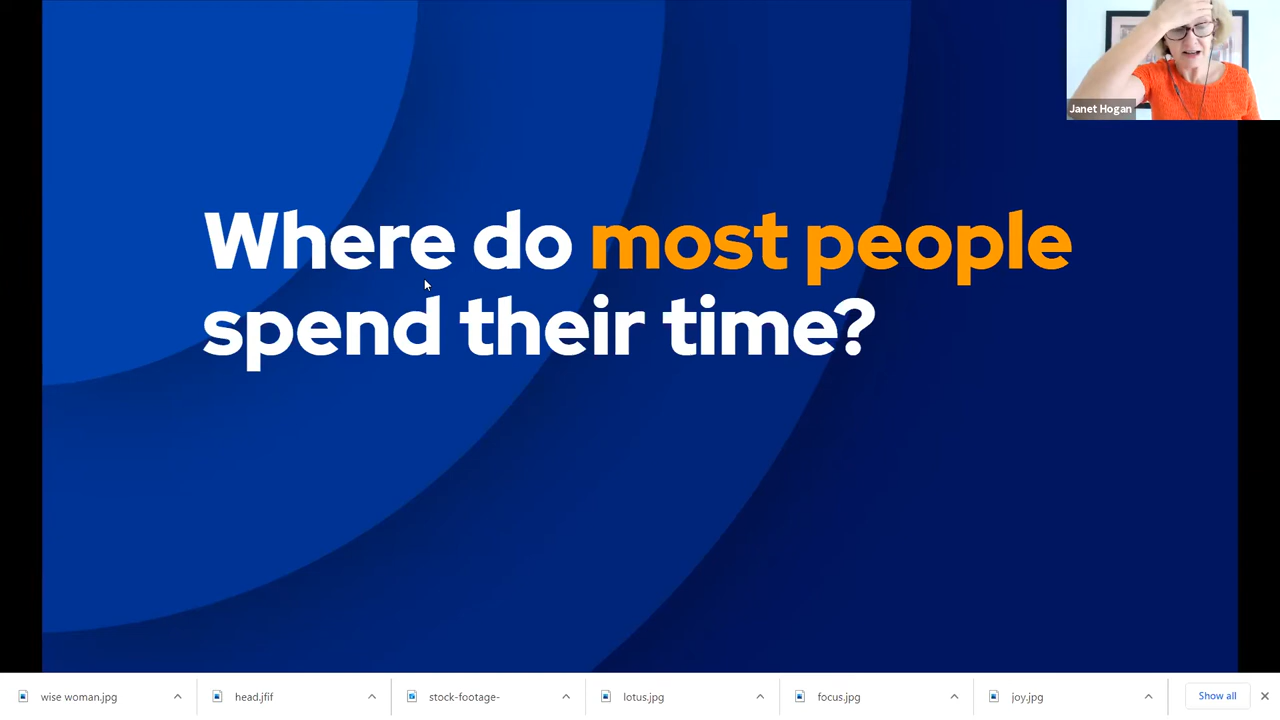 Janet Hogan
Where do most people
spend their time?
wise woman.jpg
head.jfif
stock-footage-
lotus.jpg
focus.jpg
joy.jpg
Show all